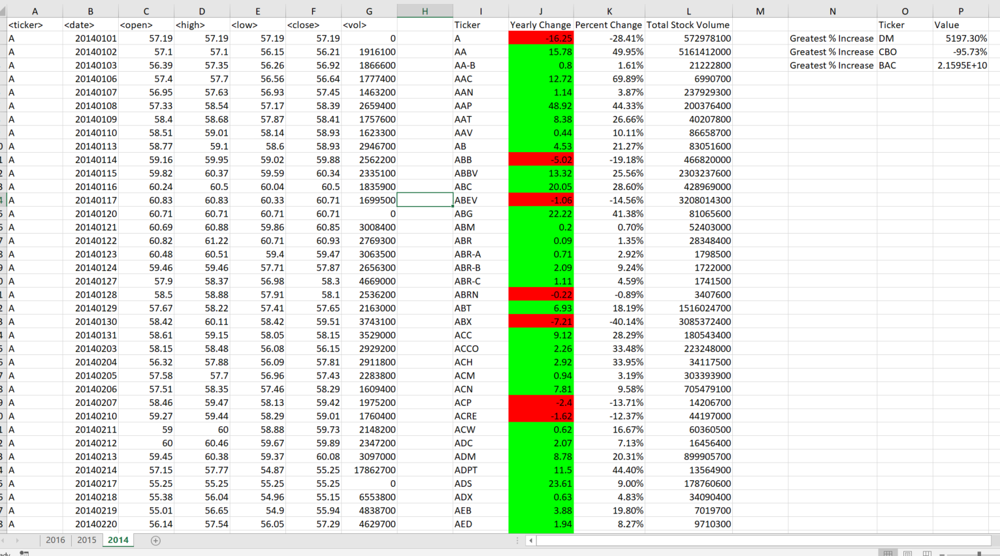 A B C D E F G H I J K L M N O P
<ticker> <date> <open> <high> <low> <close> <vol> Ticker Yearly Change Percent Change Total Stock Volume Ticker Value
A 20140101 57.19 57.19 57.19 57.19 0 A -16.25 -28.41% 572978100 Greatest % Increase DM 5197.30%
A 20140102 57.1 57.1 56.15 56.21 1916100 AA 15.78 49.95% 5161412000 Greatest % Increase CBO -95.73%
A 20140103 56.39 57.35 56.26 56.92 1866600 AA-B 0.8 1.61% 21222800 Greatest % Increase BAC 2.1595E+10
A 20140106 57.4 57.7 56.56 56.64 1777400 AAC 12.72 69.89% 6990700
A 20140107 56.95 57.63 56.93 57.45 1463200 AAN 1.14 3.87% 237929300
A 20140108 57.33 58.54 57.17 58.39 2659400 AAP 48.92 44.33% 200376400
A 20140109 58.4 58.68 57.87 58.41 1757600 AAT 8.38 26.66% 40207800
A 20140110 58.51 59.01 58.14 58.93 1623300 AAV 0.44 10.11% 86658700
A 20140113 58.77 59.1 58.6 58.93 2946700 AB 4.53 21.27% 83051600
A 20140114 59.16 59.95 59.02 59.88 2562200 ABB -5.02 -19.18% 466820000
A 20140115 59.82 60.37 59.59 60.34 2335100 ABBV 13.32 25.56% 2303237600
A 20140116 60.24 60.5 60.04 60.5 1835900 ABC 20.05 28.60% 428969000
A 20140117 60.83 60.83 60.33 60.71 1699500 ABEV -1.06 -14.56% 3208014300
A 20140120 60.71 60.71 60.71 60.71 0 ABG 22.22 41.38% 81065600
A 20140121 60.69 60.88 59.86 60.85 3008400 ABM 0.2 0.70% 52403000
A 20140122 60.82 61.22 60.71 60.93 2769300 ABR 0.09 1.35% 28348400
A 20140123 60.48 60.51 59.4 59.47 3063500 ABR-A 0.71 2.92% 1798500
A 20140124 59.46 59.46 57.71 57.87 2656300 ABR-B 2.09 9.24% 1722000
A 20140127 57.9 58.37 56.98 58.3 4669000 ABR-C 1.11 4.59% 1741500
A 20140128 58.5 58.88 57.91 58.1 2536200 ABRN -0.22 -0.89% 3407600
A 20140129 57.67 58.22 57.41 57.65 2163000 ABT 6.93 18.19% 1516024700
A 20140130 58.42 60.11 58.42 59.51 3743100 ABX -7.21 -40.14% 3085372400
A 20140131 58.61 59.15 58.05 58.15 3529000 ACC 9.12 28.29% 180543400
A 20140203 58.15 58.48 56.08 56.15 2929200 ACCO 2.26 33.48% 223248000
A 20140204 56.32 57.88 56.09 57.81 2911800 ACH 2.92 33.95% 34117500
A 20140205 57.58 57.7 56.96 57.43 2283800 ACM 0.94 3.19% 303393900
A 20140206 57.51 58.35 57.46 58.29 1609400 ACN 7.81 9.58% 705479100
A 20140207 58.46 59.47 58.13 59.42 1975200 ACP -2.4 -13.71% 14206700
A 20140210 59.27 59.44 58.29 59.01 1760400 ACRE -1.62 -12.37% 44197000
A 20140211 59 60 58.88 59.73 2148200 ACW 0.62 16.67% 60360500
A 20140212 60 60.46 59.67 59.89 2347200 ADC 2.07 7.13% 16456400
A 20140213 59.45 60.38 59.37 60.08 3097000 ADM 8.78 20.31% 899905700
A 20140214 57.15 57.77 54.87 55.25 17862700 ADPT 11.5 44.40% 13564900
A 20140217 55.25 55.25 55.25 55.25 0 ADS 23.61 9.00% 178760600
A 20140218 55.38 56.04 54.96 55.15 6553800 ADX 0.63 4.83% 34090400
A 20140219 55.01 56.65 54.9 55.94 4838700 AEB 3.88 19.80% 7019700
A 20140220 56.14 57.54 56.05 57.29 4629700 AED 1.94 8.27% 9710300
2016 2015 2014